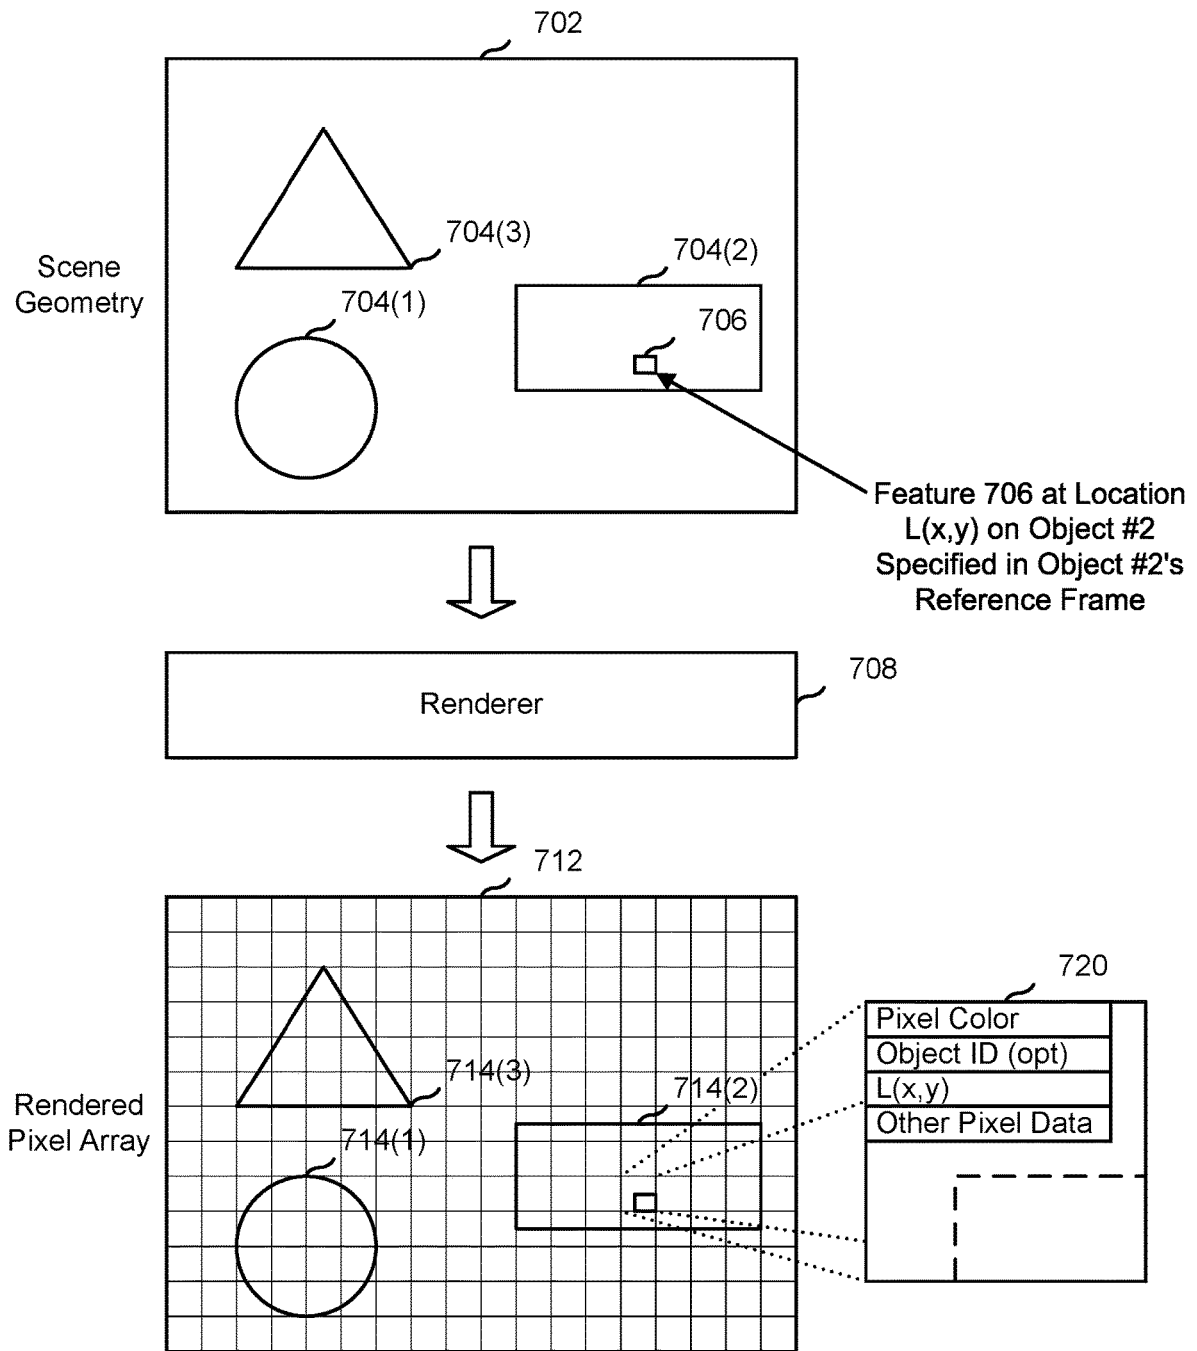 702
704(3)
704(2)
Scene
Geometry
704(1)
706
Feature 706 at Location
L(x,y) on Object #2
Specified in Object #2's
Reference Frame
708
Renderer
712
720
Pixel Color
Object ID (opt)
L(x,y)
Other Pixel Data
714(3)
714(2)
Rendered
Pixel Array
714(1)